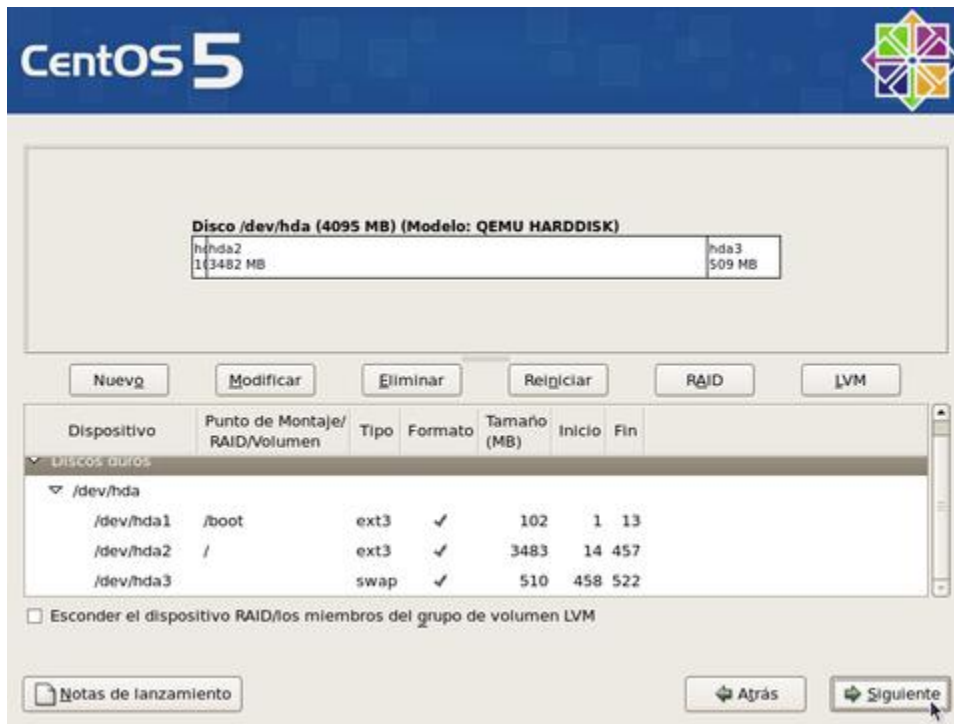 CentOS 5
Disco /dev/hda (4095 MB) (Modelo: QEMU HARDDISK)
hda2
3482 MB
hda3
509 MB
Nuevo
Modificar
Eliminar
Reiniciar
RAID
LVM
Dispositivo
Punto de Montaje/
RAID/Volumen
Tipo
Formato
Tamaño
(MB)
Inicio
Fin
Discos duros
/dev/hda
/dev/hda1 /boot ext3 ✓ 102 1 13
/dev/hda2 / ext3 ✓ 3483 14 457
/dev/hda3 swap ✓ 510 458 522
Esconder el dispositivo RAID/los miembros del grupo de volumen LVM
Notas de lanzamiento
Atrás
Siguiente